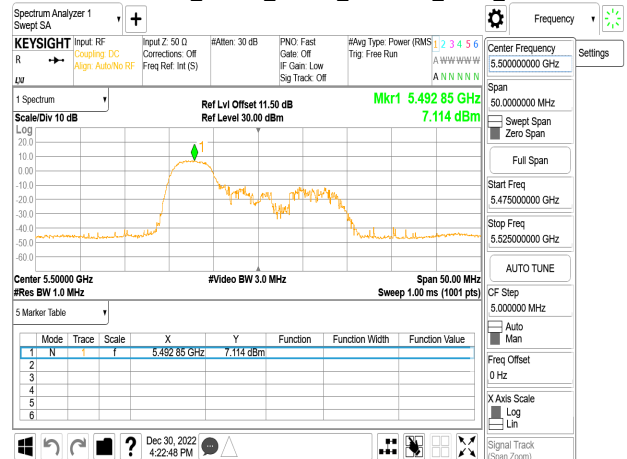 Spectrum Analyzer 1
Swept SA
Frequency
KEYSIGHT
R
LXI
Input: RF
Coupling: DC
Align: Auto/No RF
Input Z: 50 Ω
Corrections: Off
Freq Ref: Int (S)
#Atten: 30 dB
PNO: Fast
Gate: Off
IF Gain: Low
Sig Track: Off
#Avg Type: Power (RMS
Trig: Free Run
1 2 3 4 5 6
A W W W W W
A N N N N N
Center Frequency
5.500000000 GHz
Settings
Span
50.0000000 MHz
Swept Span
Zero Span
Full Span
Start Freq
5.475000000 GHz
Stop Freq
5.525000000 GHz
AUTO TUNE
CF Step
5.000000 MHz
Auto
Man
Freq Offset
0 Hz
X Axis Scale
Log
Lin
Signal Track
(Span Zoom)
1 Spectrum
Scale/Div 10 dB
Ref Lvl Offset 11.50 dB
Ref Level 30.00 dBm
Mkr1 5.492 85 GHz
7.114 dBm
Log
20.0
10.0
0.00
-10.0
-20.0
-30.0
-40.0
-50.0
-60.0
1
Center 5.50000 GHz
#Video BW 3.0 MHz
Span 50.00 MHz
#Res BW 1.0 MHz
Sweep 1.00 ms (1001 pts)
5 Marker Table
Mode Trace Scale X Y Function Function Width Function Value
1 N 1 f 5.492 85 GHz 7.114 dBm
2
3
4
5
6
?
Dec 30, 2022
4:22:48 PM